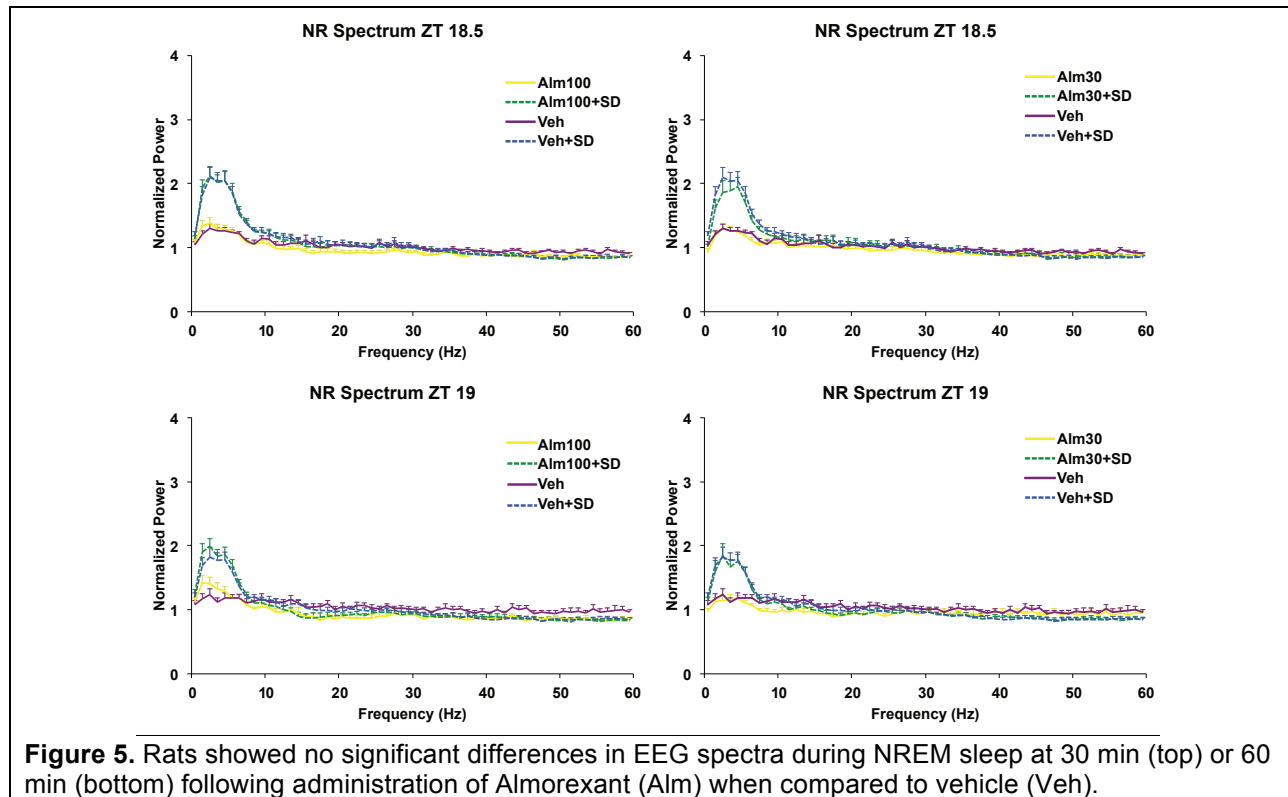 NR Spectrum ZT 18.5
4
3
2
1
0
Normalized Power
Alm100
Alm100+SD
Veh
Veh+SD
0 10 20 30 40 50 60
Frequency (Hz)
NR Spectrum ZT 18.5
4
3
2
1
0
Normalized Power
Alm30
Alm30+SD
Veh
Veh+SD
0 10 20 30 40 50 60
Frequency (Hz)
NR Spectrum ZT 19
4
3
2
1
0
Normalized Power
Alm100
Alm100+SD
Veh
Veh+SD
0 10 20 30 40 50 60
Frequency (Hz)
NR Spectrum ZT 19
4
3
2
1
0
Normalized Power
Alm30
Alm30+SD
Veh
Veh+SD
0 10 20 30 40 50 60
Frequency (Hz)
Figure 5. Rats showed no significant differences in EEG spectra during NREM sleep at 30 min (top) or 60
min (bottom) following administration of Almorexant (Alm) when compared to vehicle (Veh).